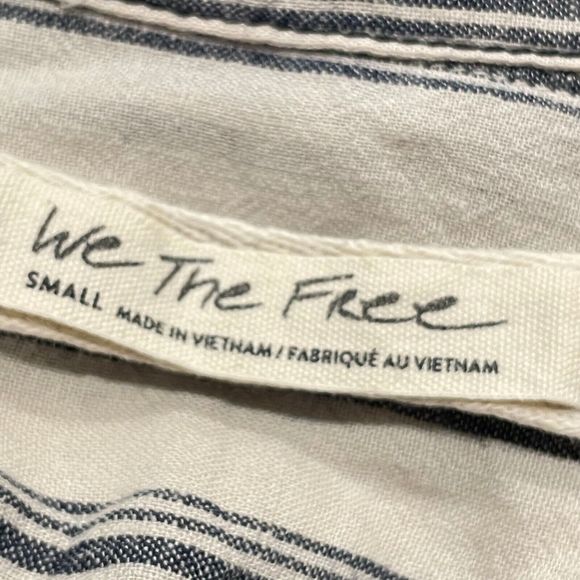 We The Free
SMALL MADE IN VIETNAM / FABRIQUÉ AU VIETNAM